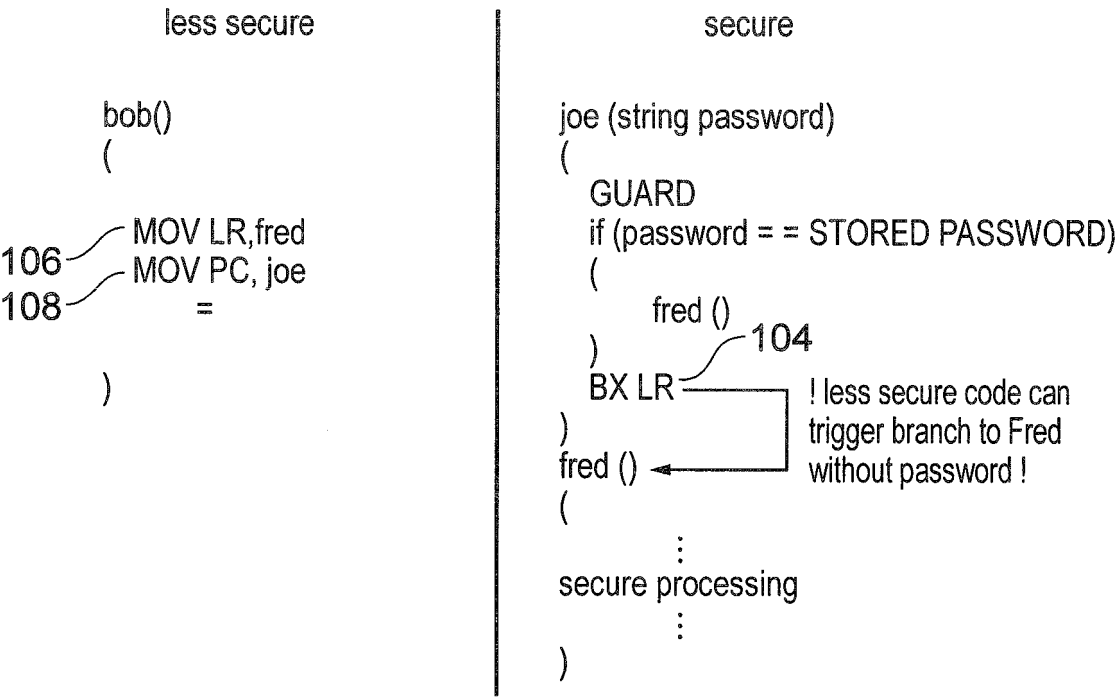 less secure
bob()
(
106 MOV LR,fred
108 MOV PC, joe
=
)
secure
joe (string password)
(
GUARD
if (password = = STORED PASSWORD)
(
fred ()
)
104
BX LR
)
! less secure code can
trigger branch to Fred
without password !
fred ()
(
⋮
secure processing
⋮
)